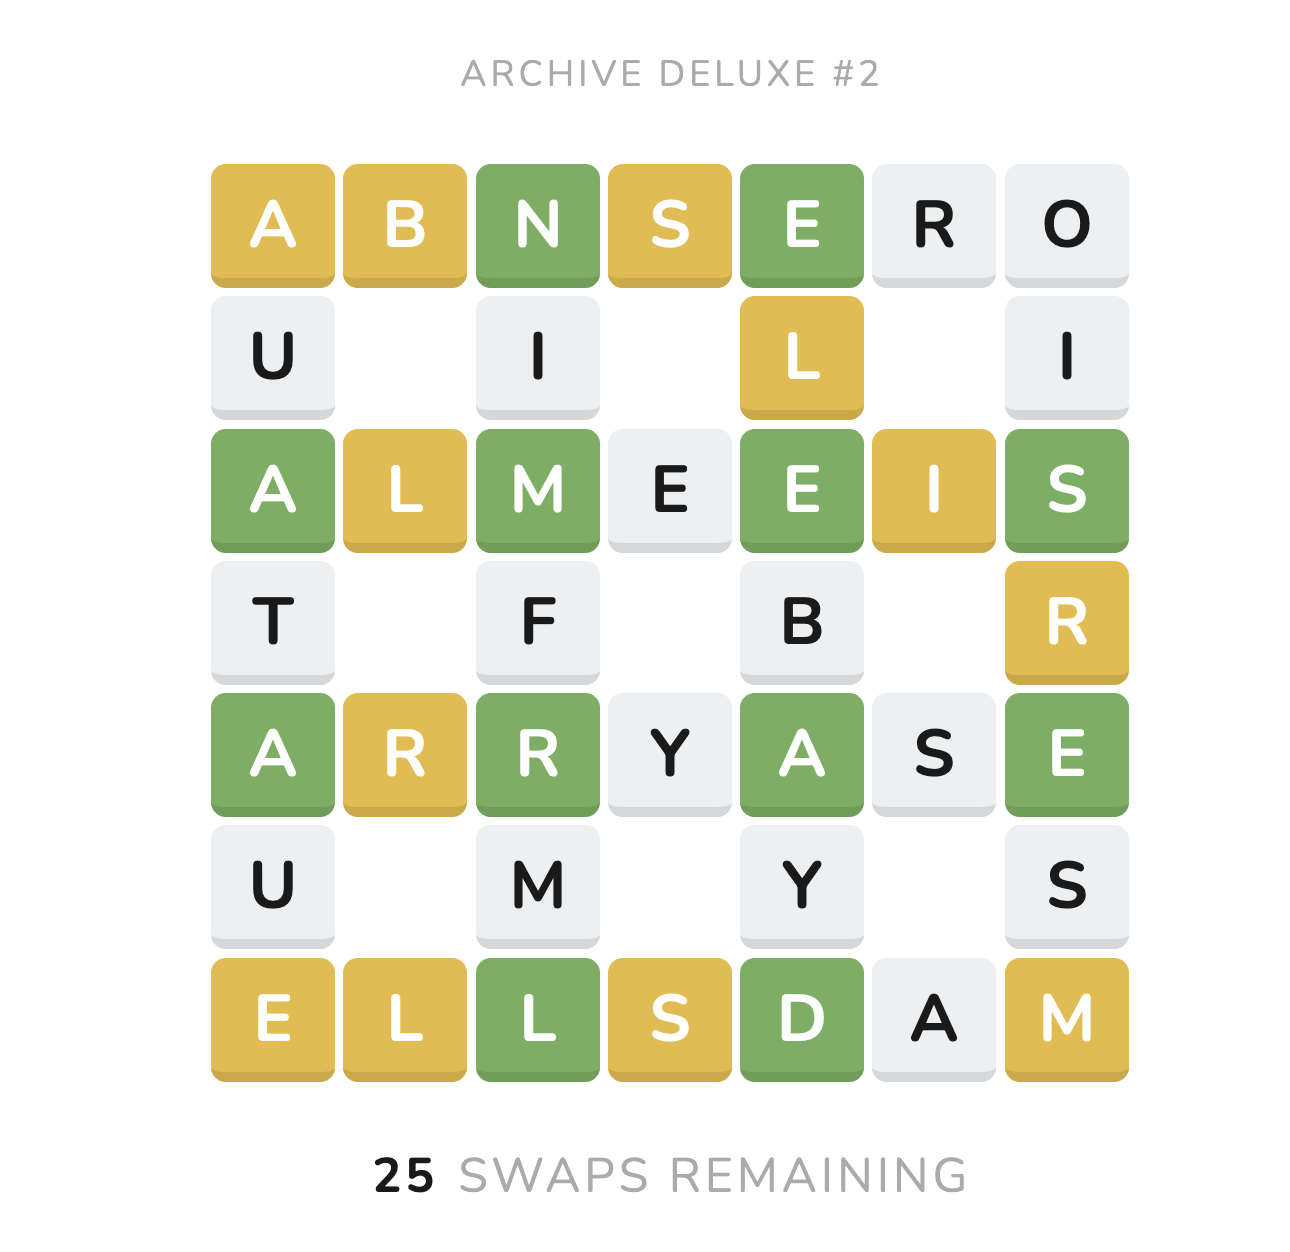 ARCHIVE DELUXE #2
A B N S E R O
U I L I
A L M E E I S
T F B R
A R R Y A S E
U M Y S
E L L S D A M
25 SWAPS REMAINING